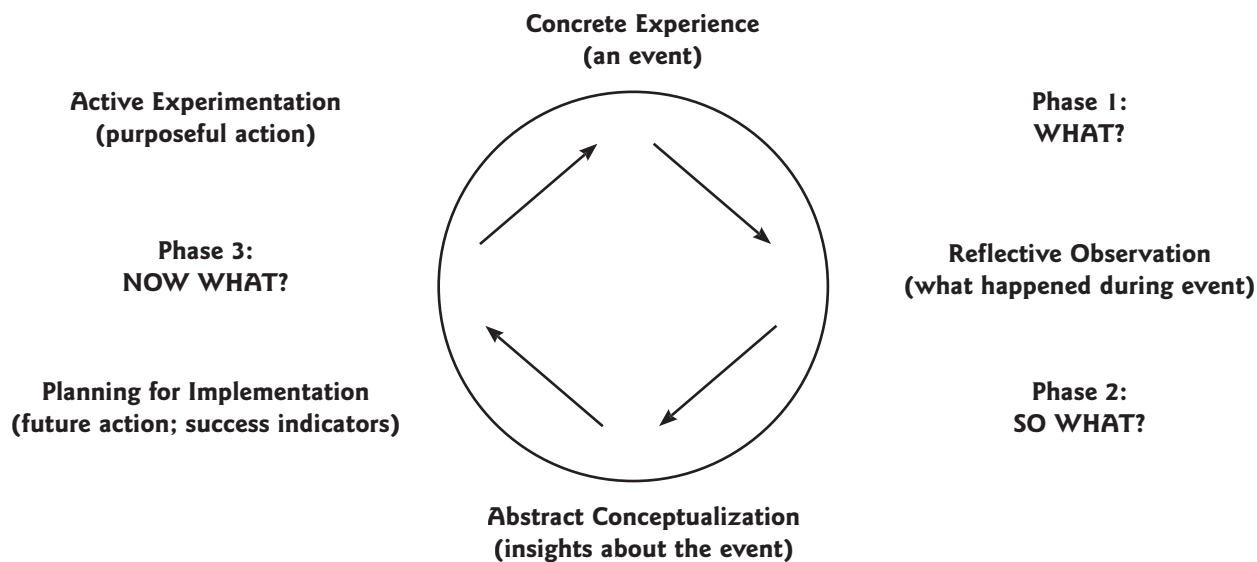 Concrete Experience
(an event)
Phase 1:
WHAT?
Reflective Observation
(what happened during event)
Phase 2:
SO WHAT?
Abstract Conceptualization
(insights about the event)
Planning for Implementation
(future action; success indicators)
Phase 3:
NOW WHAT?
Active Experimentation
(purposeful action)